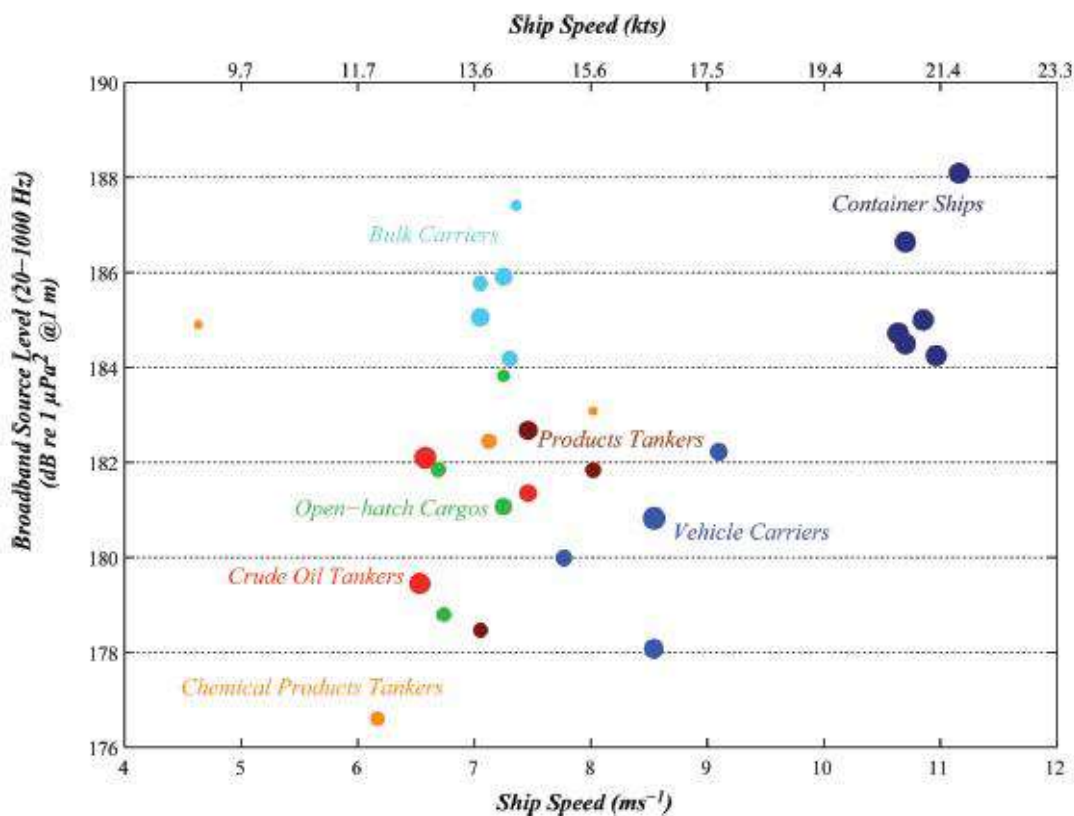 Ship Speed (kts)
9.7 11.7 13.6 15.6 17.5 19.4 21.4 23.3
190
188
186
184
182
180
178
176
Broadband Source Level (20−1000 Hz)
(dB re 1 μPa² @1 m)
Container Ships
Bulk Carriers
Products Tankers
Open−hatch Cargos
Vehicle Carriers
Crude Oil Tankers
Chemical Products Tankers
4 5 6 7 8 9 10 11 12
Ship Speed (ms⁻¹)